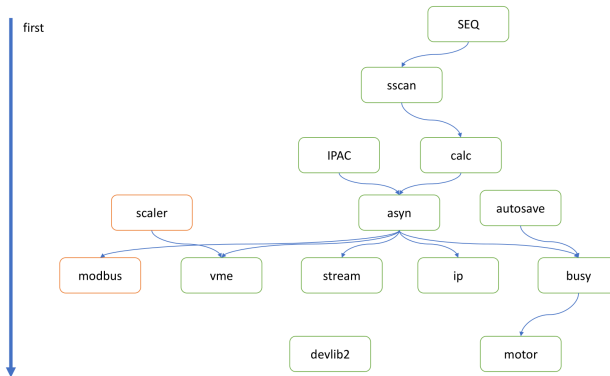 first
SEQ
sscan
IPAC
calc
scaler
asyn
autosave
modbus
vme
stream
ip
busy
devlib2
motor